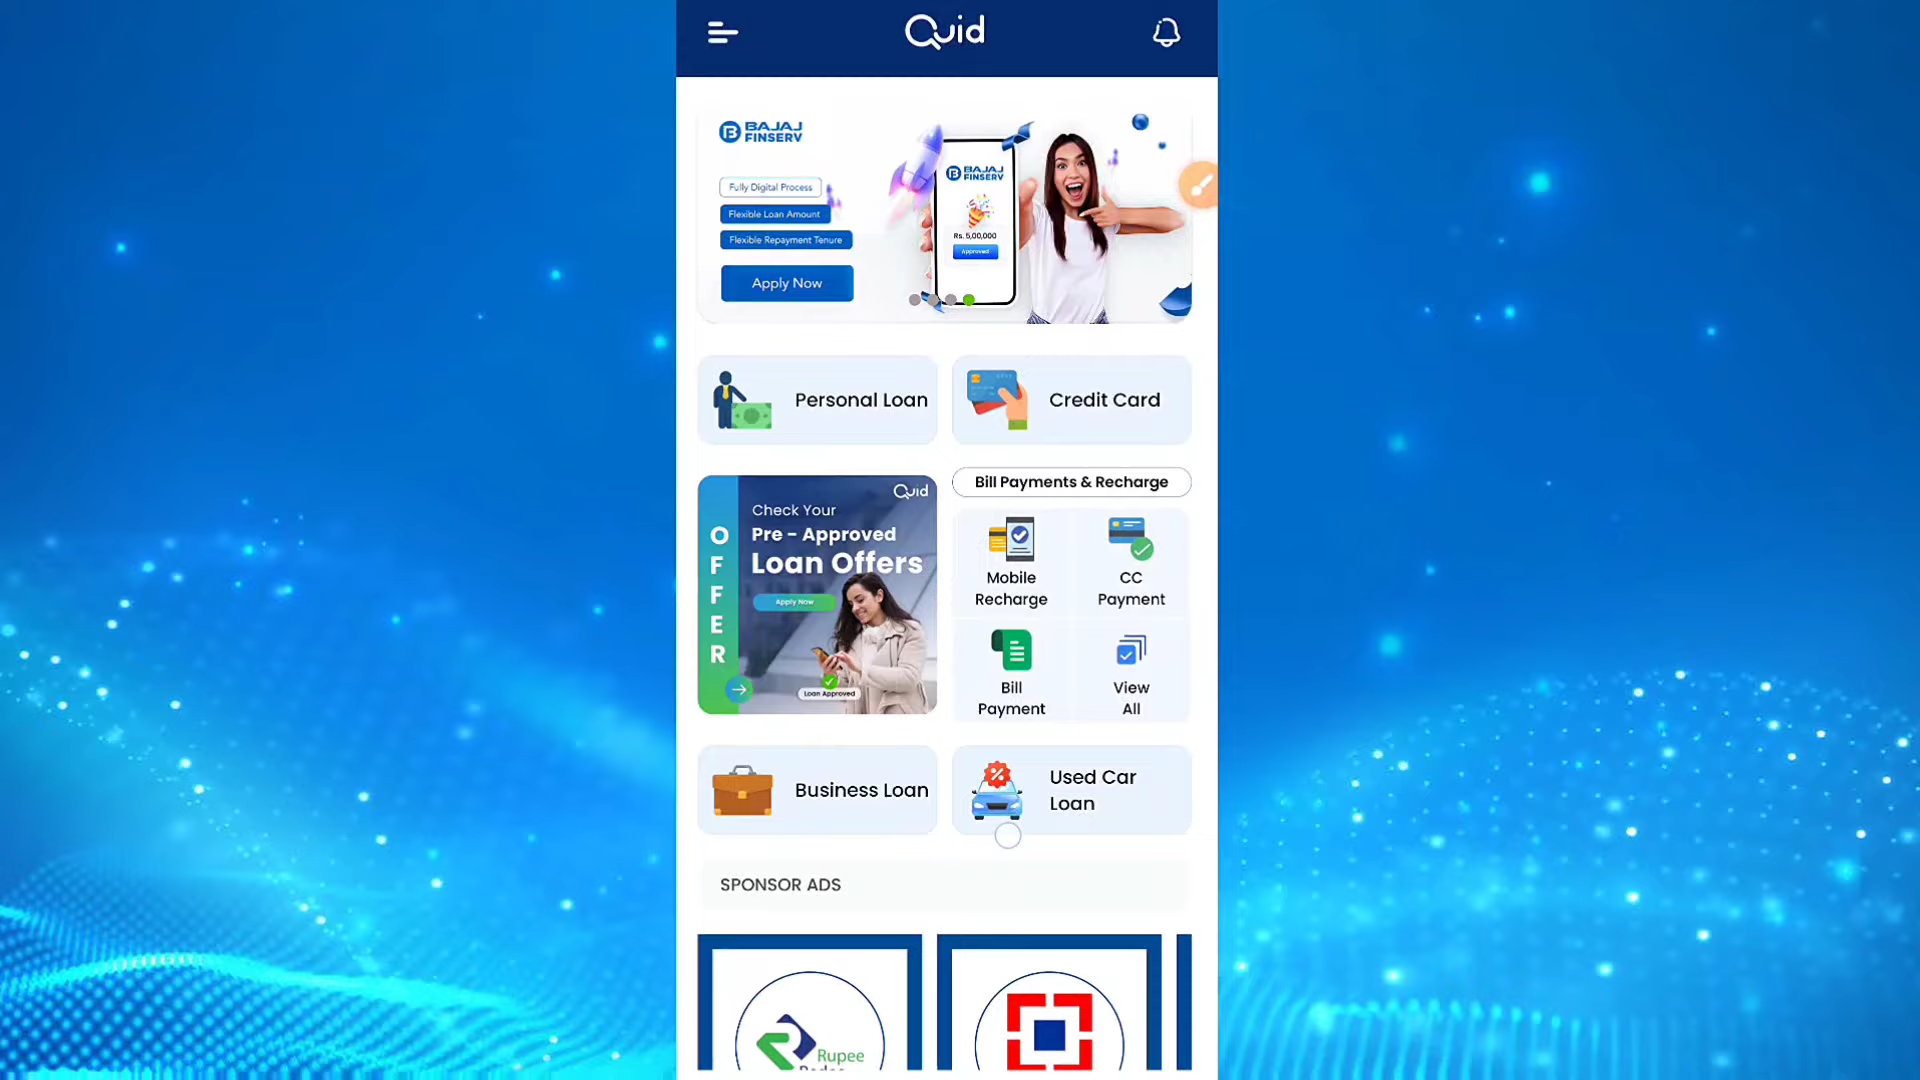 Quid
BAJAJ
FINSERV
Fully Digital Process
Flexible Loan Amount
Flexible Repayment Tenure
Apply Now
BAJAJ
FINSERV
Rs. 5,00,000
Approved
Personal Loan
Credit Card
OFFER
Quid
Check Your
Pre - Approved
Loan Offers
Apply Now
Loan Approved
Bill Payments & Recharge
Mobile
Recharge
CC
Payment
Bill
Payment
View
All
Business Loan
Used Car
Loan
SPONSOR ADS
Rupee